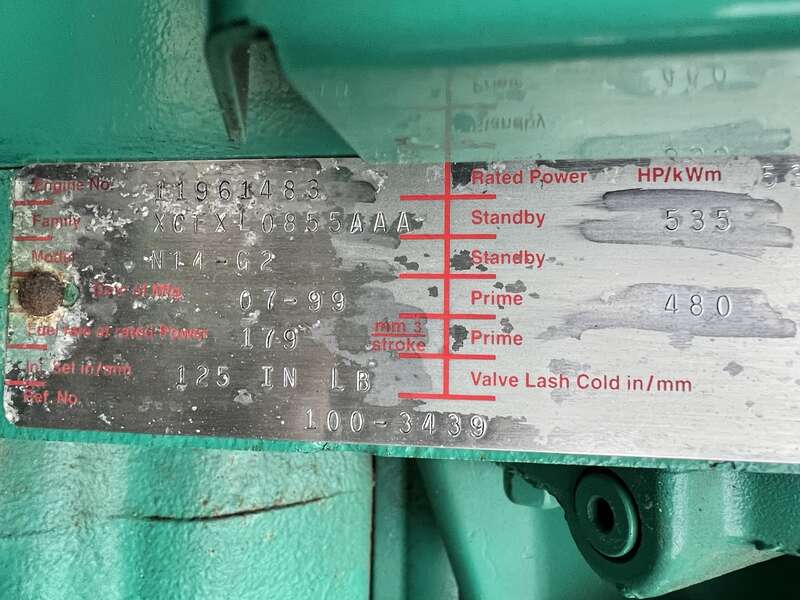 Engine No. 11961483 Rated Power HP/kWm
Family XCEXL0855AAA Standby 535
Model N14-G2 Standby
Date of Mfg. 07-99 Prime 480
Fuel rate at rated Power 179 mm3 stroke Prime
Inj. Set in/mm 125 IN LB Valve Lash Cold in/mm
Ref. No. 100-3439